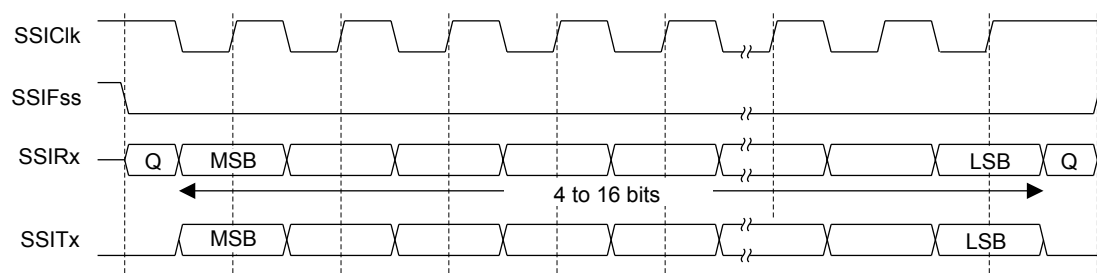 SSIClk
SSIFss
SSIRx Q MSB LSB Q
4 to 16 bits
SSITx MSB LSB